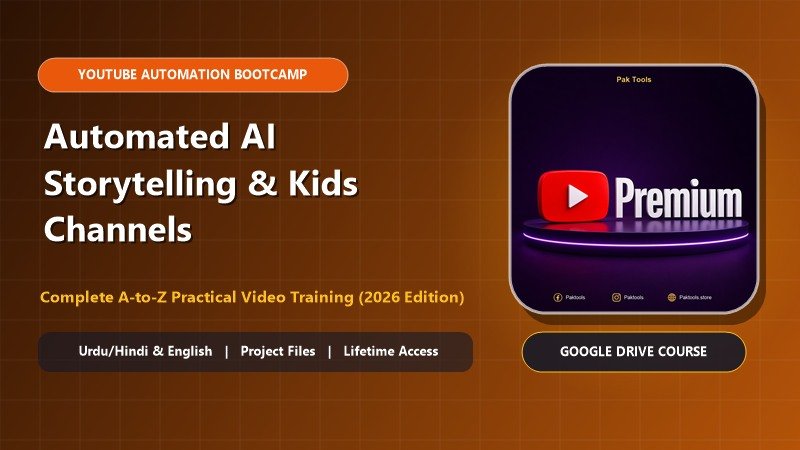 YOUTUBE AUTOMATION BOOTCAMP
Automated AI
Storytelling & Kids
Channels
Complete A-to-Z Practical Video Training (2026 Edition)
Urdu/Hindi & English | Project Files | Lifetime Access
Pak Tools
Premium
Paktools
Paktools
Paktools.store
GOOGLE DRIVE COURSE